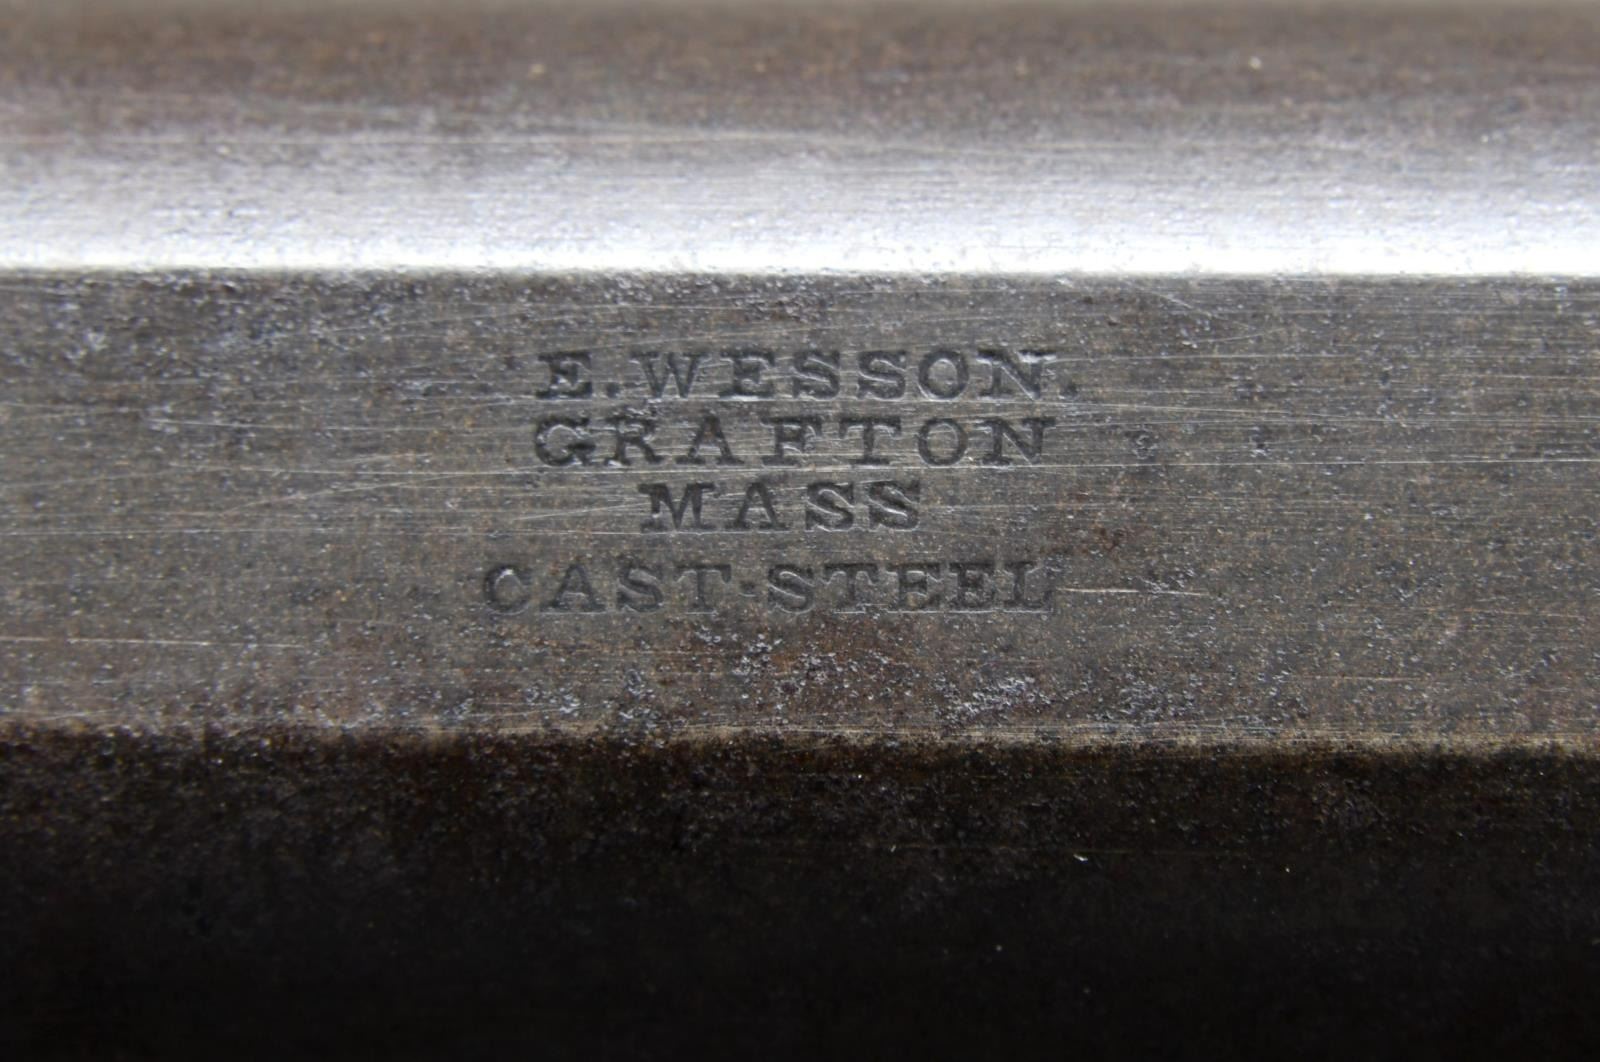 E. WESSON.
GRAFTON
MASS
CAST-STEEL